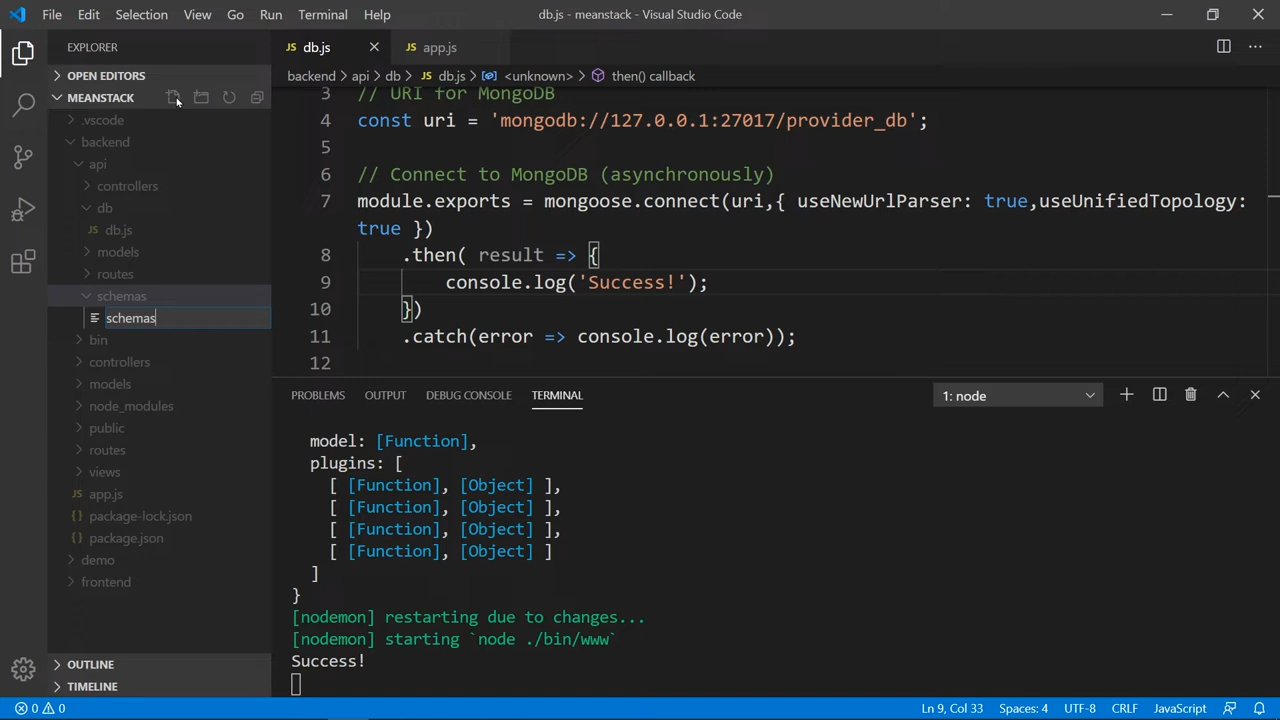 File Edit Selection View Go Run Terminal Help
db.js - meanstack - Visual Studio Code
EXPLORER
OPEN EDITORS
MEANSTACK
.vscode
backend
api
controllers
db
JS db.js
models
routes
schemas
schemas
bin
controllers
models
node_modules
public
routes
views
JS app.js
{} package-lock.json
{} package.json
demo
frontend
OUTLINE
TIMELINE
JS db.js
JS app.js
backend > api > db > JS db.js > <unknown> > then() callback
3 // URI for MongoDB
4 const uri = 'mongodb://127.0.0.1:27017/provider_db';
5
6 // Connect to MongoDB (asynchronously)
7 module.exports = mongoose.connect(uri,{ useNewUrlParser: true,useUnifiedTopology:
true })
8 .then( result => {
9 console.log('Success!');
10 })
11 .catch(error => console.log(error));
12
PROBLEMS OUTPUT DEBUG CONSOLE TERMINAL
1: node
model: [Function],
plugins: [
[ [Function], [Object] ],
[ [Function], [Object] ],
[ [Function], [Object] ],
[ [Function], [Object] ]
]
}
[nodemon] restarting due to changes...
[nodemon] starting `node ./bin/www`
Success!
0 0
Ln 9, Col 33 Spaces: 4 UTF-8 CRLF JavaScript